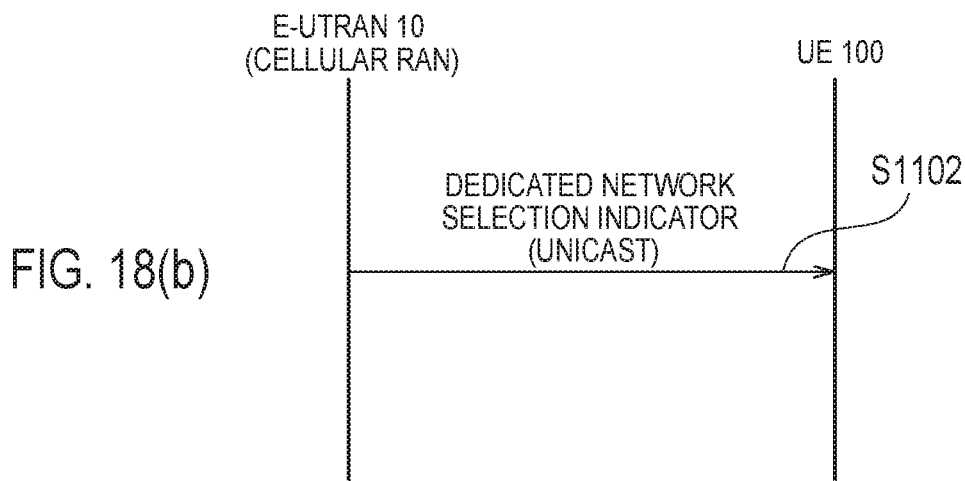 E-UTRAN 10
(CELLULAR RAN)
UE 100
S1102
DEDICATED NETWORK
SELECTION INDICATOR
(UNICAST)
FIG. 18(b)